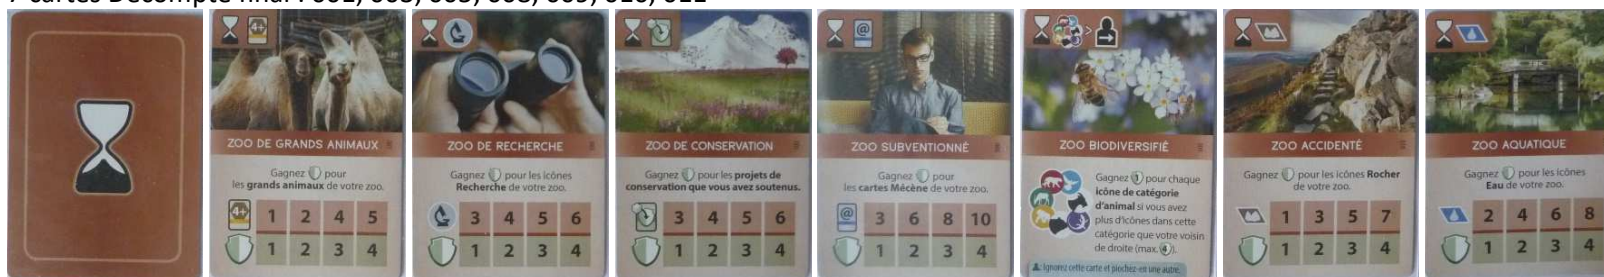 7 cartes Décompte final : 001, 003, 005, 008, 009, 010, 011
4+
ZOO DE GRANDS ANIMAUX
Gagnez pour
les grands animaux de votre zoo.
4+ 1 2 4 5
1 2 3 4
ZOO DE RECHERCHE
Gagnez pour les icônes
Recherche de votre zoo.
3 4 5 6
1 2 3 4
ZOO DE CONSERVATION
Gagnez pour les projets de
conservation que vous avez soutenus.
3 4 5 6
1 2 3 4
@
ZOO SUBVENTIONNÉ
Gagnez pour
les cartes Mécène de votre zoo.
@ 3 6 8 10
1 2 3 4
>
ZOO BIODIVERSIFIÉ
Gagnez 1 pour chaque
icône de catégorie
d'animal si vous avez
plus d'icônes dans cette
catégorie que votre voisin
de droite (max. 4).
Ignorez cette carte et piochez-en une autre.
ZOO ACCIDENTÉ
Gagnez pour les icônes Rocher
de votre zoo.
1 3 5 7
1 2 3 4
ZOO AQUATIQUE
Gagnez pour les icônes
Eau de votre zoo.
2 4 6 8
1 2 3 4